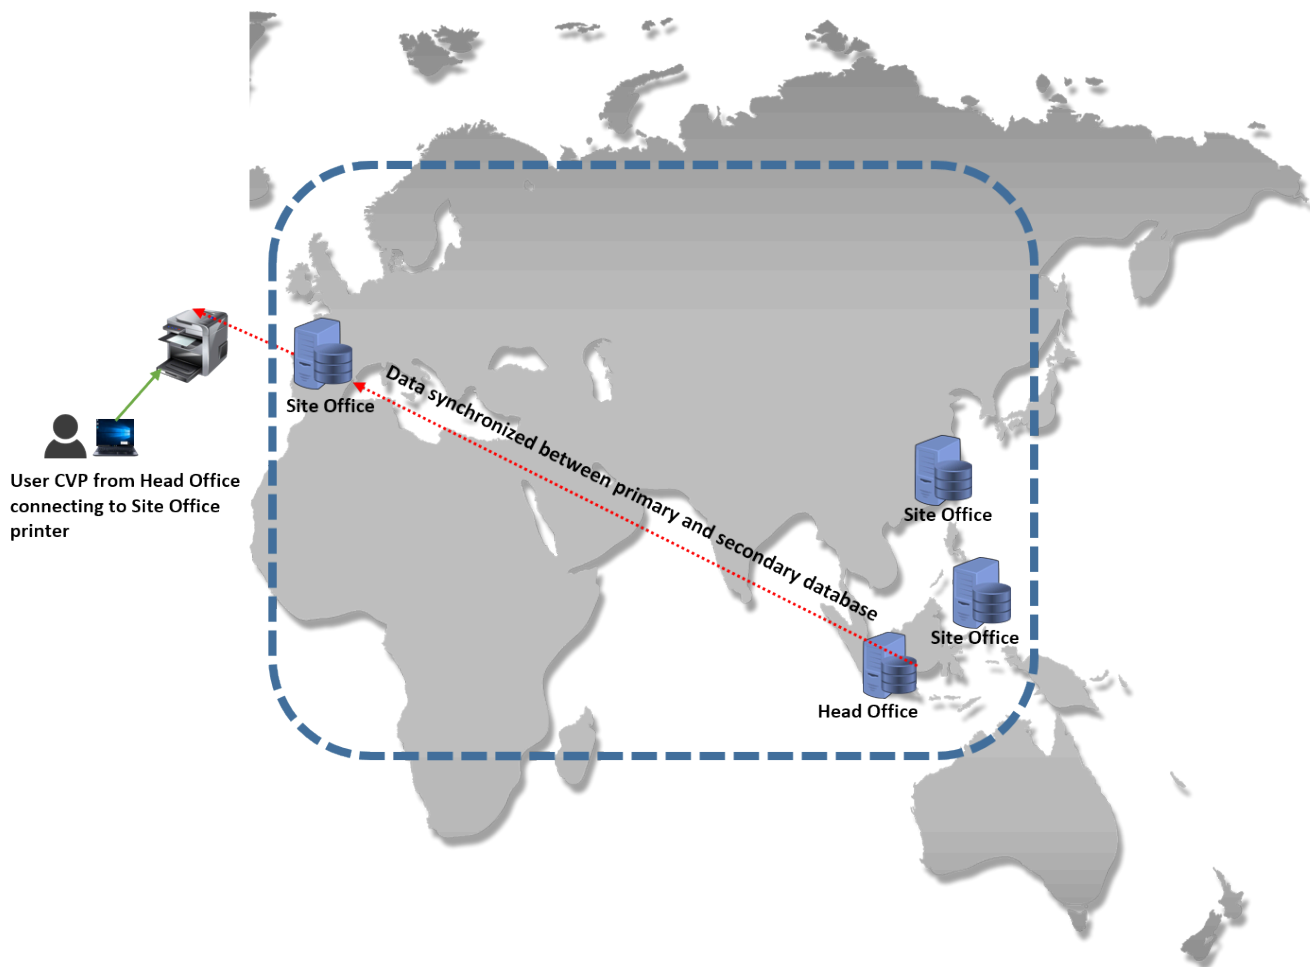 Data synchronized between primary and secondary database
Site Office
User CVP from Head Office
connecting to Site Office
printer
Site Office
Site Office
Head Office